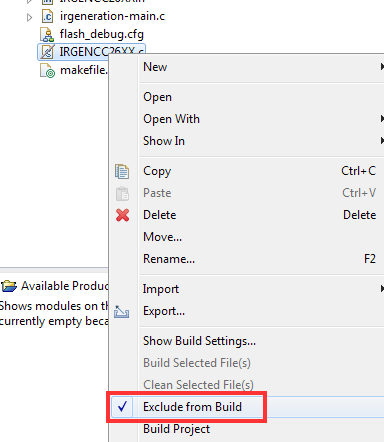 irgeneration-main.c
flash_debug.cfg
IRGENCC26XX.c
makefile.
New
Open
Open With
Show In
Copy Ctrl+C
Paste Ctrl+V
Delete Delete
Move...
Rename... F2
Available Produc
Import
Shows modules on th
Export...
currently empty beca
Show Build Settings...
Build Selected File(s)
Clean Selected File(s)
Exclude from Build
Build Project